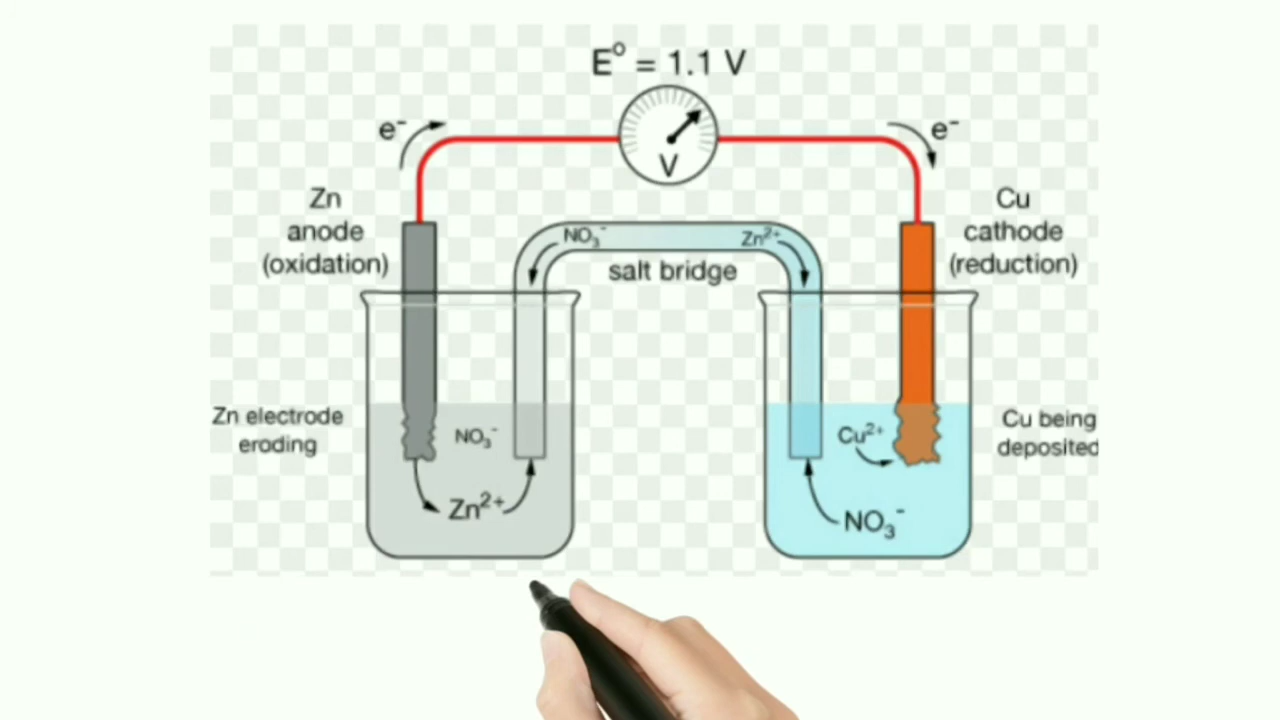 E° = 1.1 V
e⁻
e⁻
V
Zn
anode
(oxidation)
Cu
cathode
(reduction)
NO₃⁻
Zn²⁺
salt bridge
Zn electrode
eroding
NO₃⁻
Zn²⁺
Cu²⁺
NO₃⁻
Cu being
deposited